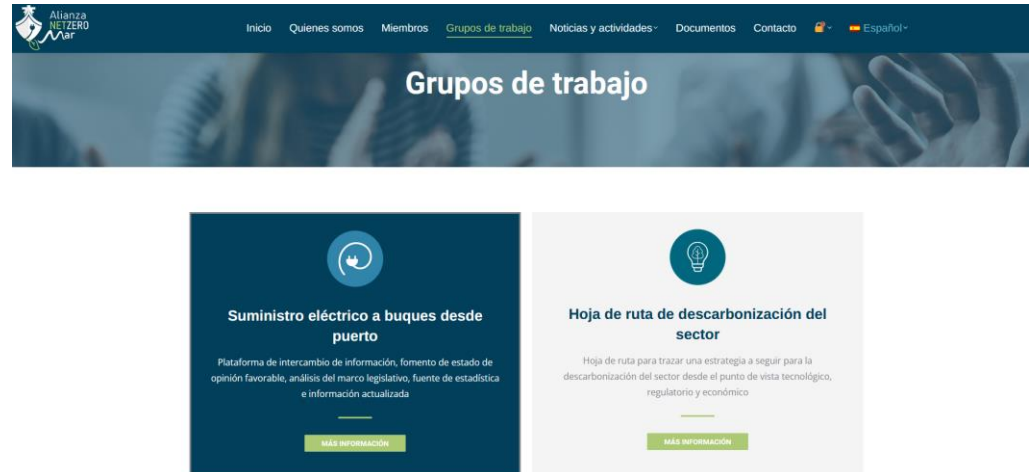 Alianza
NETZERO
Mar
Inicio Quienes somos Miembros Grupos de trabajo Noticias y actividades Documentos Contacto Español
Grupos de trabajo
Suministro eléctrico a buques desde
puerto
Plataforma de intercambio de información, fomento de estado de
opinión favorable, análisis del marco legislativo, fuente de estadística
e información actualizada
MÁS INFORMACIÓN
Hoja de ruta de descarbonización del
sector
Hoja de ruta para trazar una estrategia a seguir para la
descarbonización del sector desde el punto de vista tecnológico,
regulatorio y económico
MÁS INFORMACIÓN